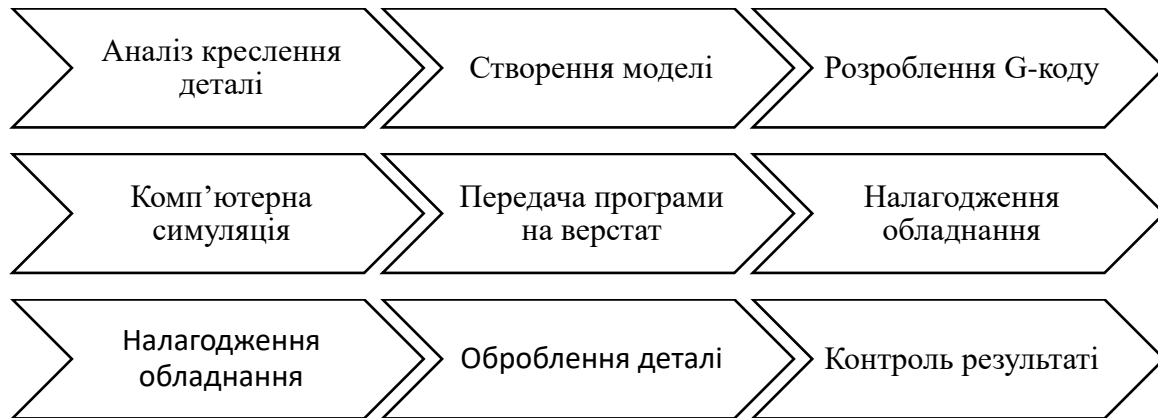 Аналіз креслення
деталі
Створення моделі
Розроблення G-коду
Комп’ютерна
симуляція
Передача програми
на верстат
Налагодження
обладнання
Налагодження
обладнання
Оброблення деталі
Контроль результаті